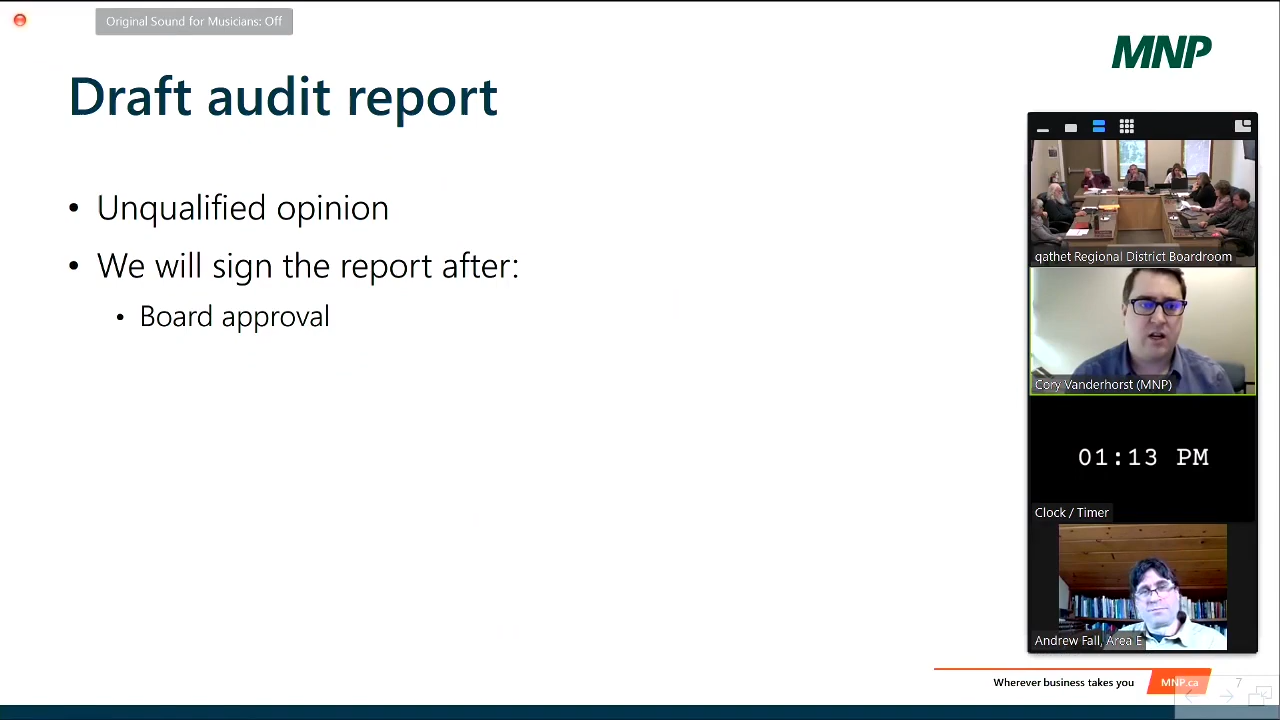 Original Sound for Musicians: Off
MNP
Draft audit report
• Unqualified opinion
• We will sign the report after:
• Board approval
qathet Regional District Boardroom
Cory Vanderhorst (MNP)
01:13 PM
Clock / Timer
Andrew Fall, Area E
Wherever business takes you
MNP.ca
7